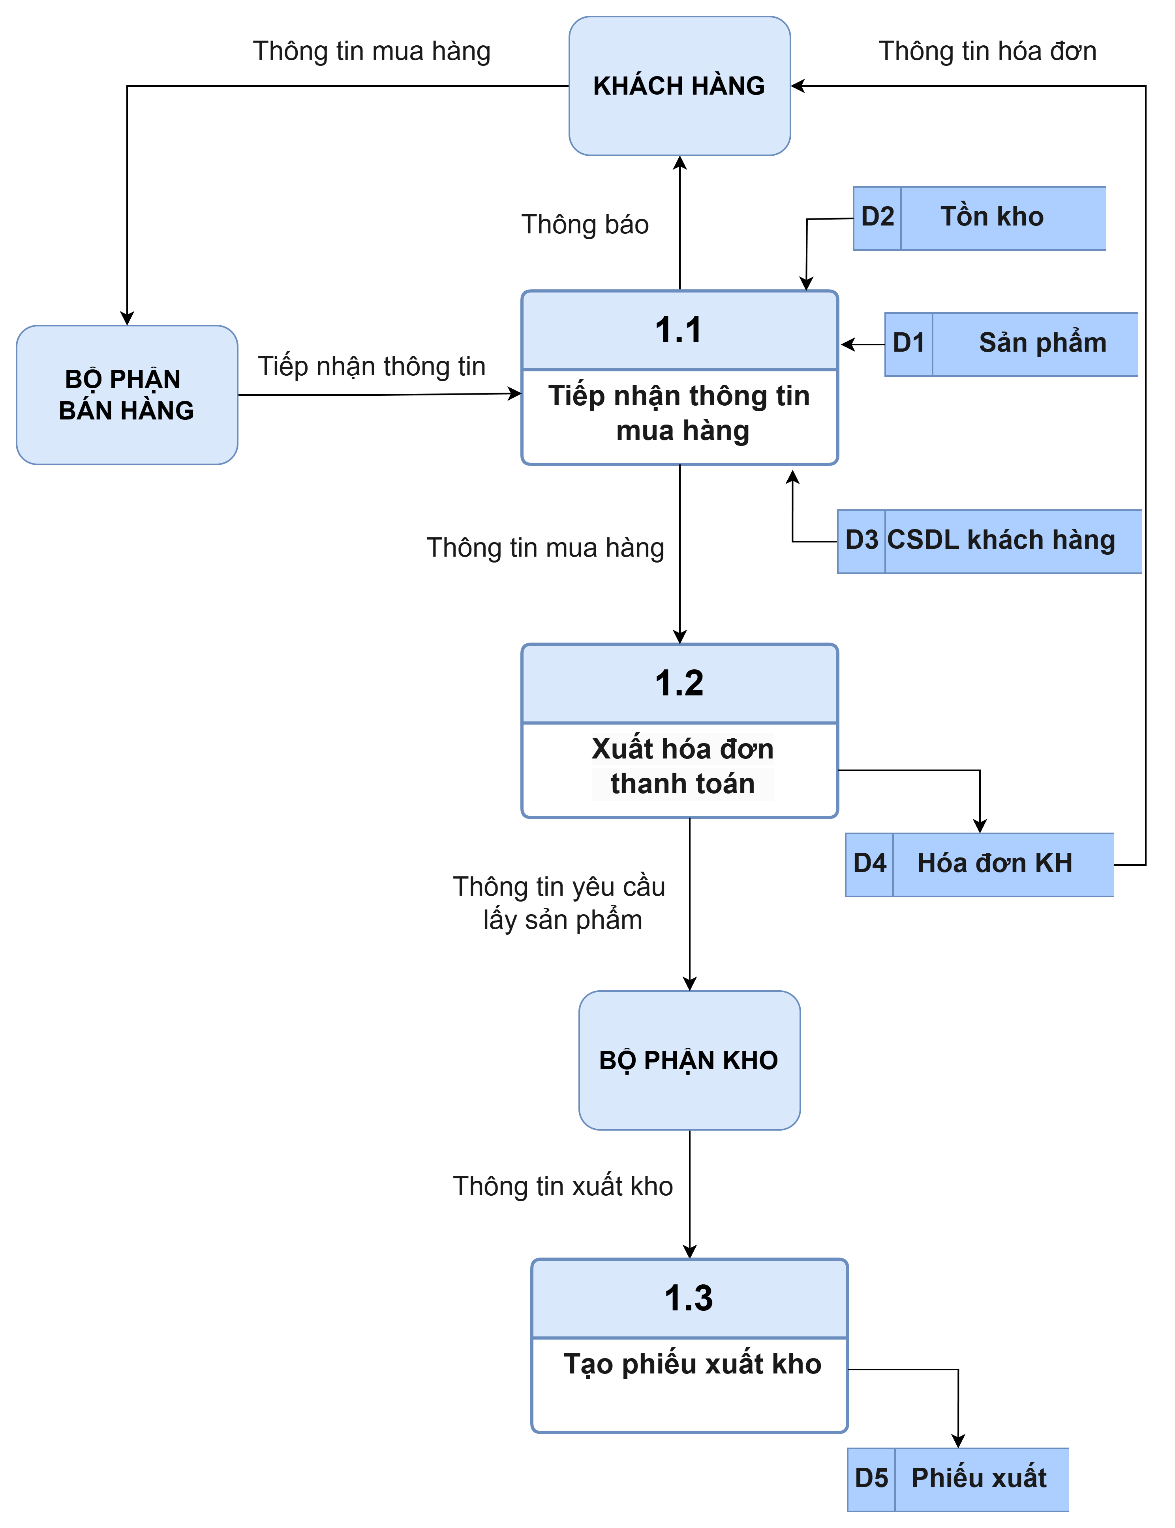 Thông tin mua hàng
KHÁCH HÀNG
Thông tin hóa đơn
Thông báo
D2 Tồn kho
1.1
D1 Sản phẩm
BỘ PHẬN
BÁN HÀNG
Tiếp nhận thông tin
Tiếp nhận thông tin
mua hàng
Thông tin mua hàng
D3 CSDL khách hàng
1.2
Xuất hóa đơn
thanh toán
D4 Hóa đơn KH
Thông tin yêu cầu
lấy sản phẩm
BỘ PHẬN KHO
Thông tin xuất kho
1.3
Tạo phiếu xuất kho
D5 Phiếu xuất